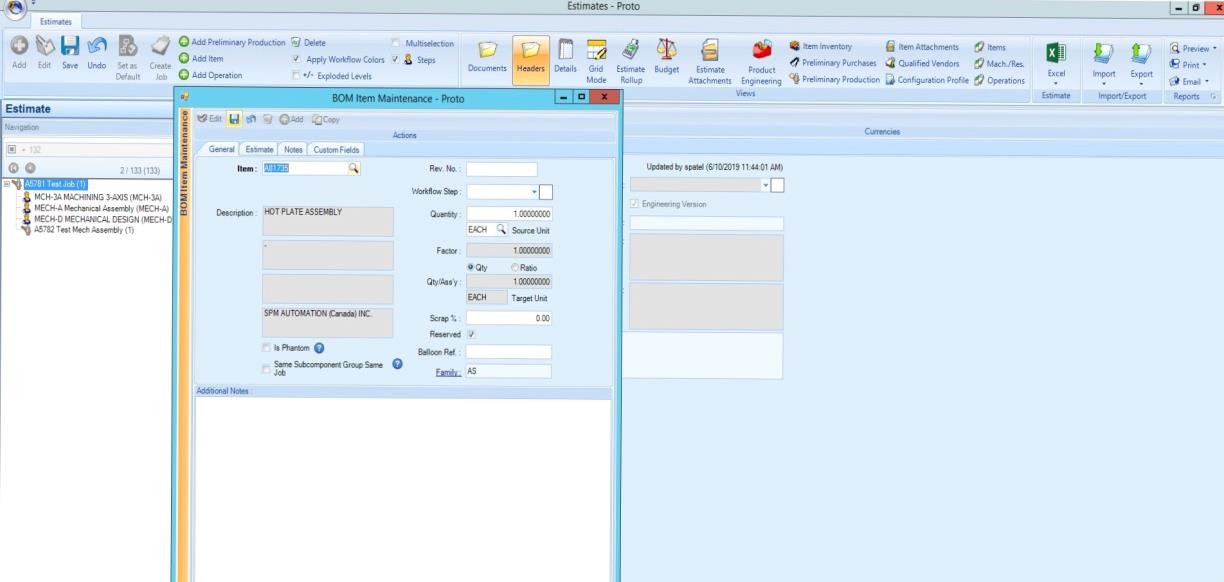 Estimates - Proto
Estimates
Add
Edit
Save
Undo
Set as Default
Create Job
Add Preliminary Production
Add Item
Add Operation
Delete
Apply Workflow Colors
+/- Exploded Levels
Multiselection
Steps
Documents
Headers
Details
Grid Mode
Estimate Rollup
Budget
Estimate Attachments
Product Engineering
Item Inventory
Preliminary Purchases
Preliminary Production
Item Attachments
Qualified Vendors
Configuration Profile
Items
Mach./Res.
Operations
Views
Excel
Estimate
Import
Export
Import/Export
Preview
Print
Email
Reports
Estimate
Navigation
132
2 / 133 (133)
A5781 Test Job (1)
MCH-3A MACHINING 3-AXIS (MCH-3A)
MECH-A Mechanical Assembly (MECH-A)
MECH-D MECHANICAL DESIGN (MECH-D
A5782 Test Mech Assembly (1)
BOM Item Maintenance - Proto
BOM Item Maintenance
Edit
Add
Copy
Actions
General
Estimate
Notes
Custom Fields
Item : A81735
Description : HOT PLATE ASSEMBLY
-
SPM AUTOMATION (Canada) INC.
Is Phantom
Same Subcomponent Group Same Job
Rev. No. :
Workflow Step :
Quantity : 1.00000000
EACH Source Unit
Factor : 1.00000000
Qty Ratio
Qty/Ass'y : 1.00000000
EACH Target Unit
Scrap % : 0.00
Reserved
Balloon Ref. :
Family : AS
Additional Notes :
Currencies
Updated by spatel (6/10/2019 11:44:01 AM)
Engineering Version